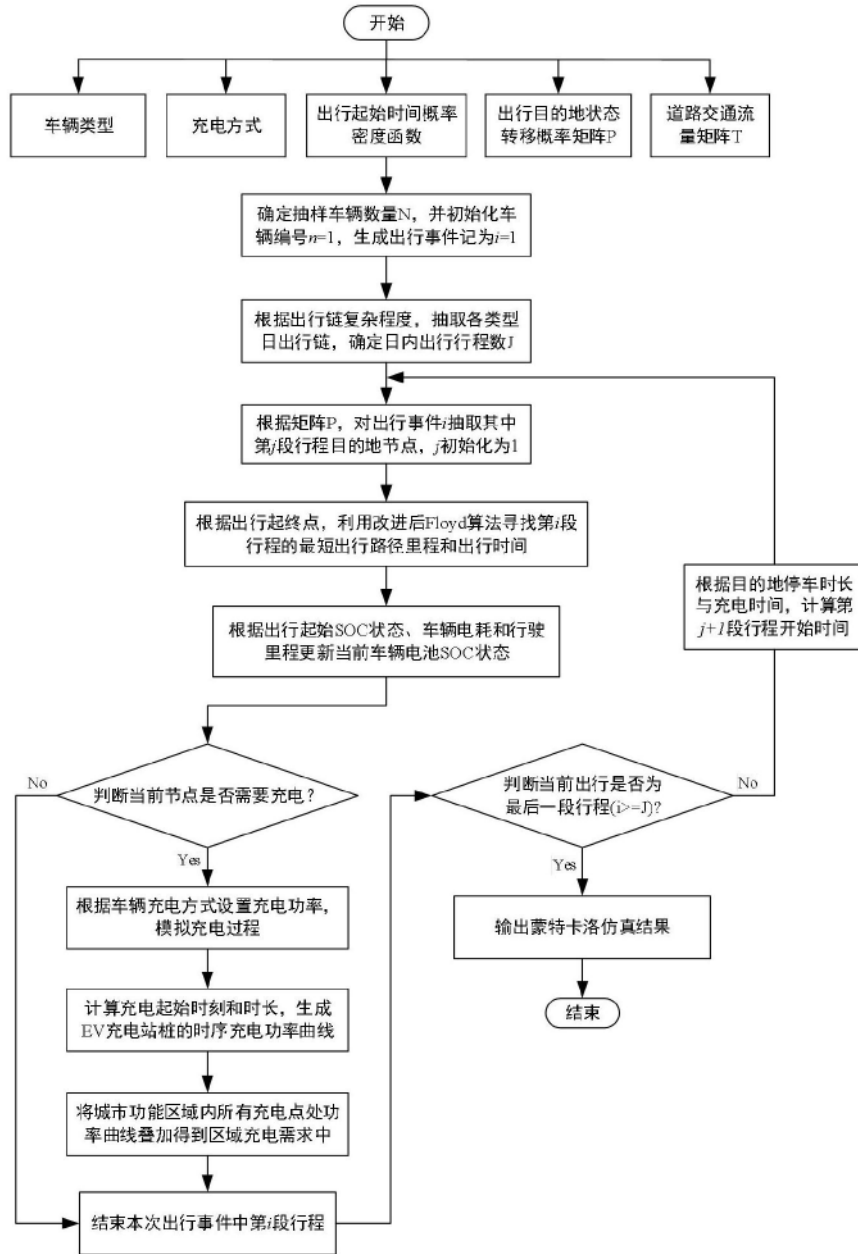 开始
车辆类型
充电方式
出行起始时间概率
密度函数
出行目的地状态
转移概率矩阵P
道路交通流
量矩阵T
确定抽样车辆数量N，并初始化车
辆编号n=1，生成出行事件记为i=1
根据出行链复杂程度，抽取各类型
日出行链，确定日内出行行程数J
根据矩阵P，对出行事件i抽取其中
第j段行程目的地节点，j初始化为1
根据出行起终点，利用改进后Floyd算法寻找第i段
行程的最短出行路径里程和出行时间
根据目的地停车时长
与充电时间，计算第
j+1段行程开始时间
根据出行起始SOC状态、车辆电耗和行驶
里程更新当前车辆电池SOC状态
No
判断当前节点是否需要充电？
Yes
判断当前出行是否为
最后一段行程(i>=J)?
No
Yes
根据车辆充电方式设置充电功率，
模拟充电过程
输出蒙特卡洛仿真结果
计算充电起始时刻和时长，生成
EV充电站桩的时序充电功率曲线
结束
将城市功能区域内所有充电点处功
率曲线叠加得到区域充电需求中
结束本次出行事件中第i段行程